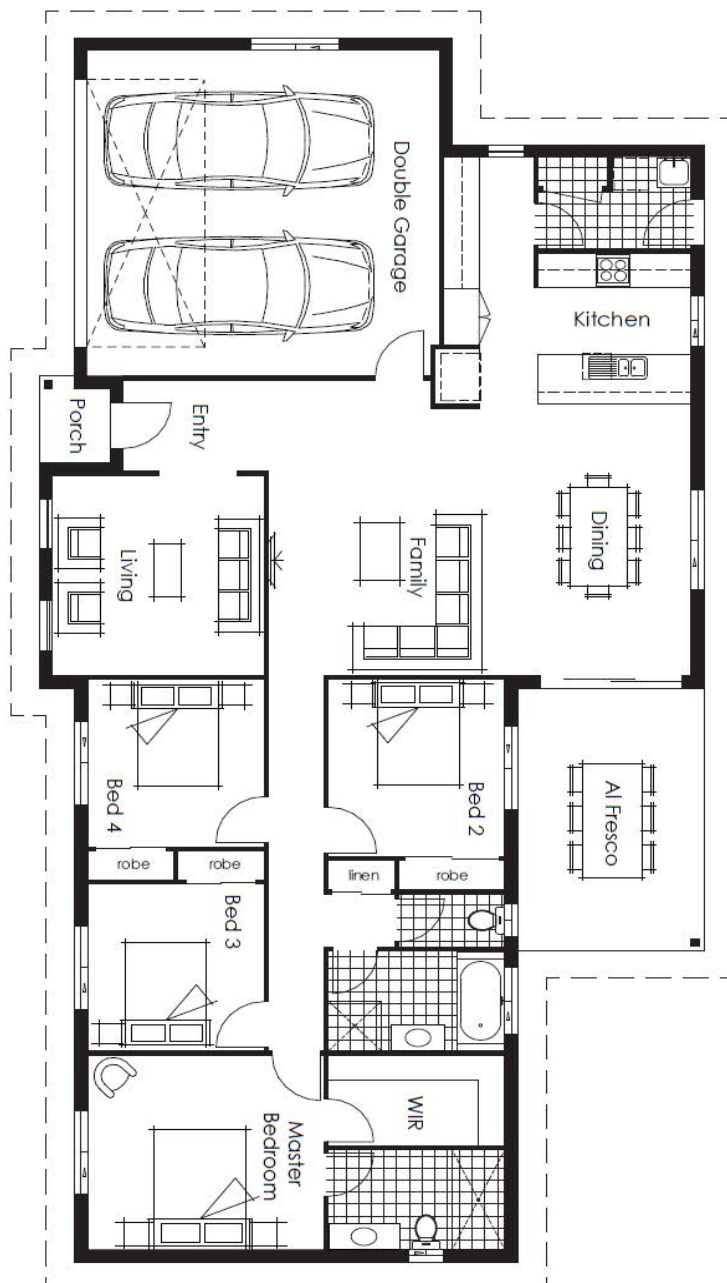 Double Garage
Kitchen
Porch
Entry
Living
Family
Dining
Bed 4
Bed 2
Al Fresco
robe
robe
linen
robe
Bed 3
WIR
Master
Bedroom